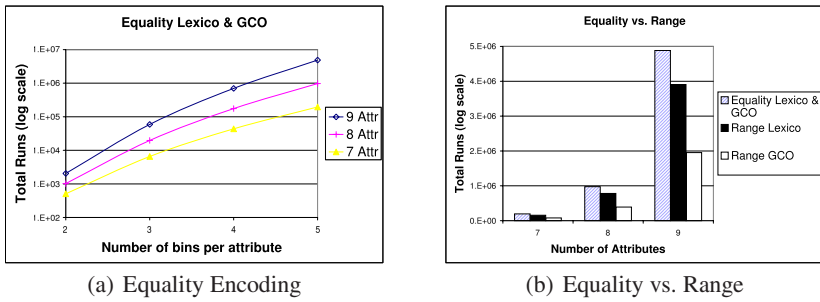 Equality Lexico & GCO
Total Runs (log scale)
1.E+07
1.E+06
1.E+05
1.E+04
1.E+03
1.E+02
2 3 4 5
Number of bins per attribute
9 Attr
8 Attr
7 Attr
(a) Equality Encoding
Equality vs. Range
Total Runs (log scale)
5.E+06
4.E+06
3.E+06
2.E+06
1.E+06
0.E+00
7 8 9
Number of Attributes
Equality Lexico &
GCO
Range Lexico
Range GCO
(b) Equality vs. Range